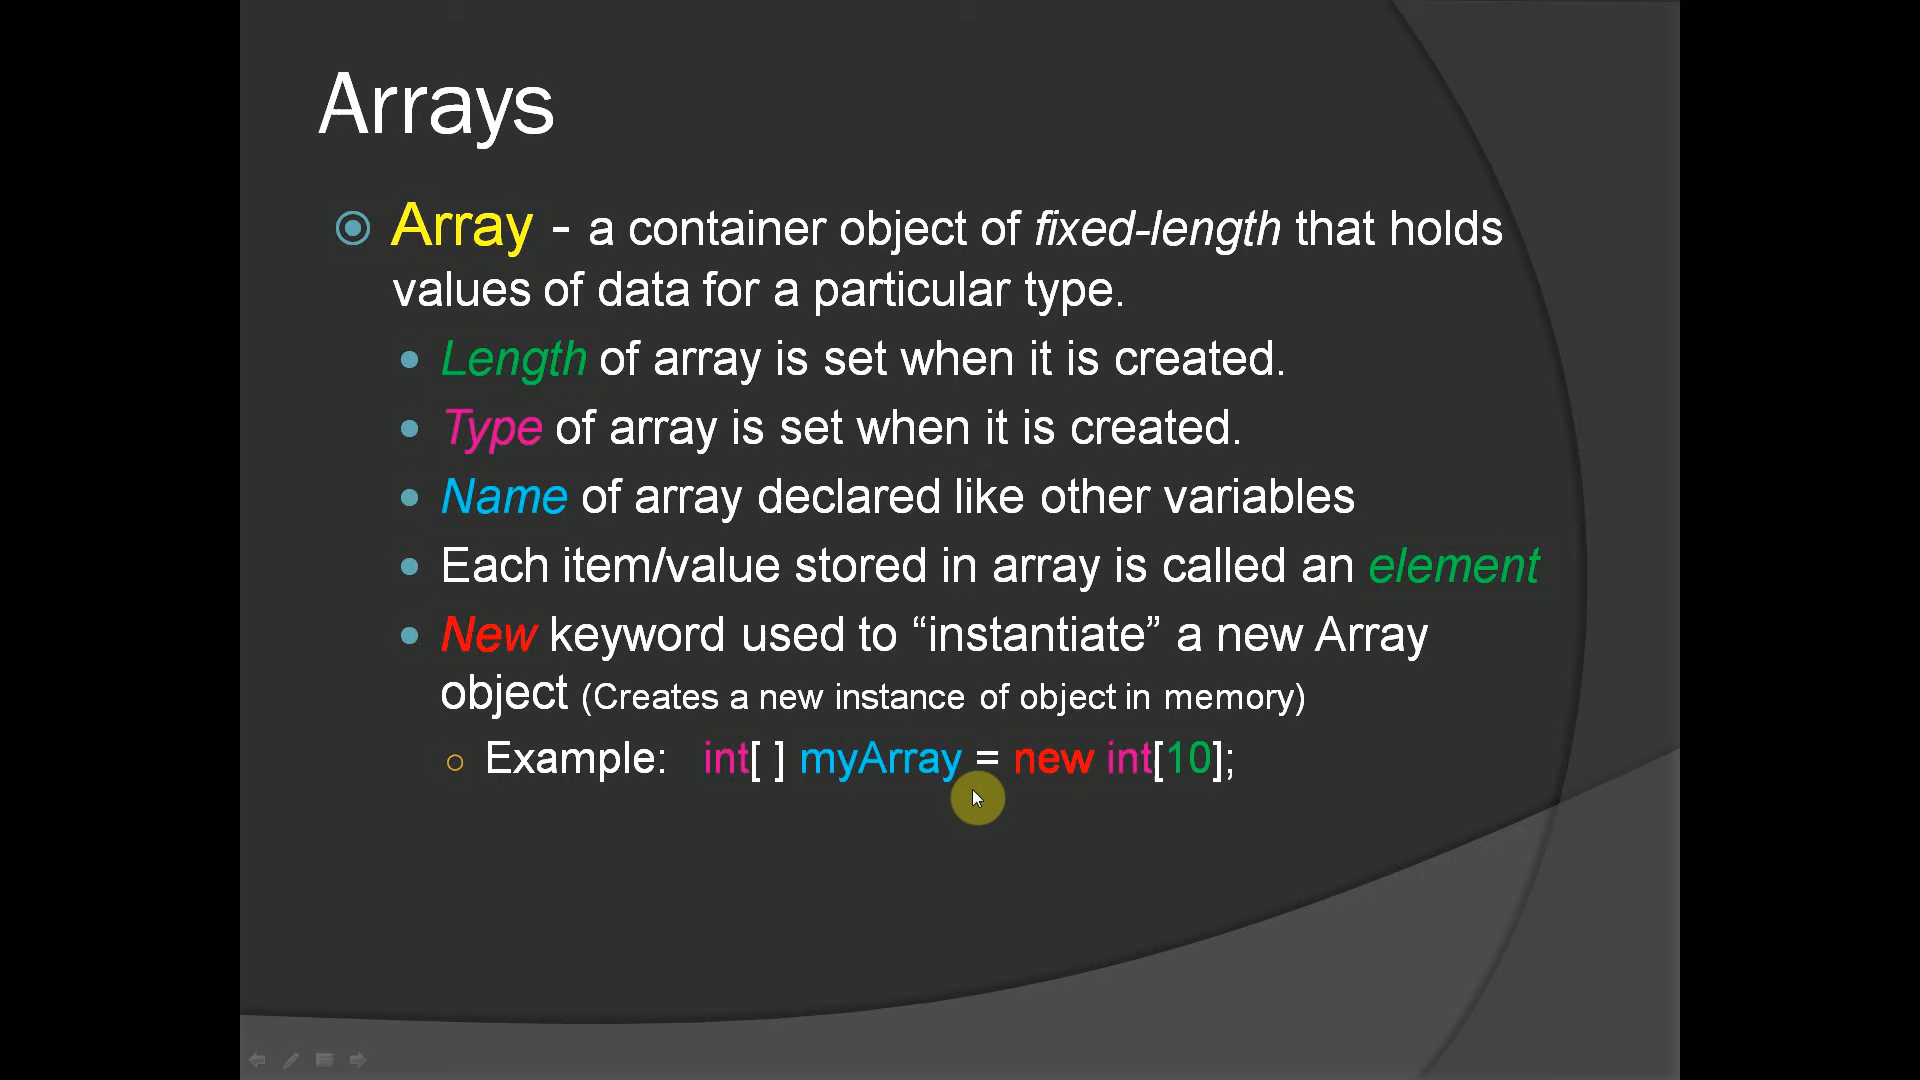 Arrays
Array - a container object of fixed-length that holds
values of data for a particular type.
Length of array is set when it is created.
Type of array is set when it is created.
Name of array declared like other variables
Each item/value stored in array is called an element
New keyword used to “instantiate” a new Array
object (Creates a new instance of object in memory)
Example: int[ ] myArray = new int[10];